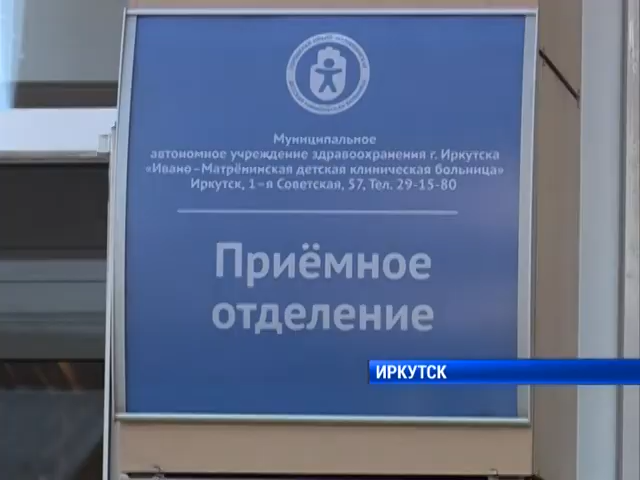 Муниципальное
автономное учреждение здравоохранения г. Иркутска
«Ивано-Матрёнинская детская клиническая больница»
Иркутск, 1-я Советская, 57, Тел. 29-15-80
Приёмное
отделение
ИРКУТСК